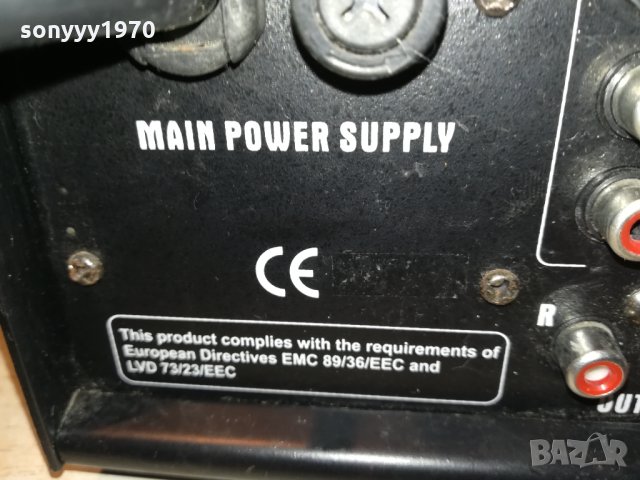 sonyyy1970
MAIN POWER SUPPLY
CE
R
This product complies with the requirements of
European Directives EMC 89/36/EEC and
LVD 73/23/EEC
BAZAR